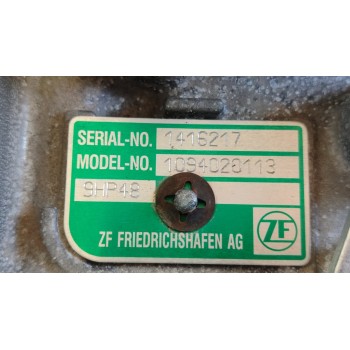 SERIAL-NO. 1416217
MODEL-NO. 1094028113
9HP48
ZF FRIEDRICHSHAFEN AG
ZF